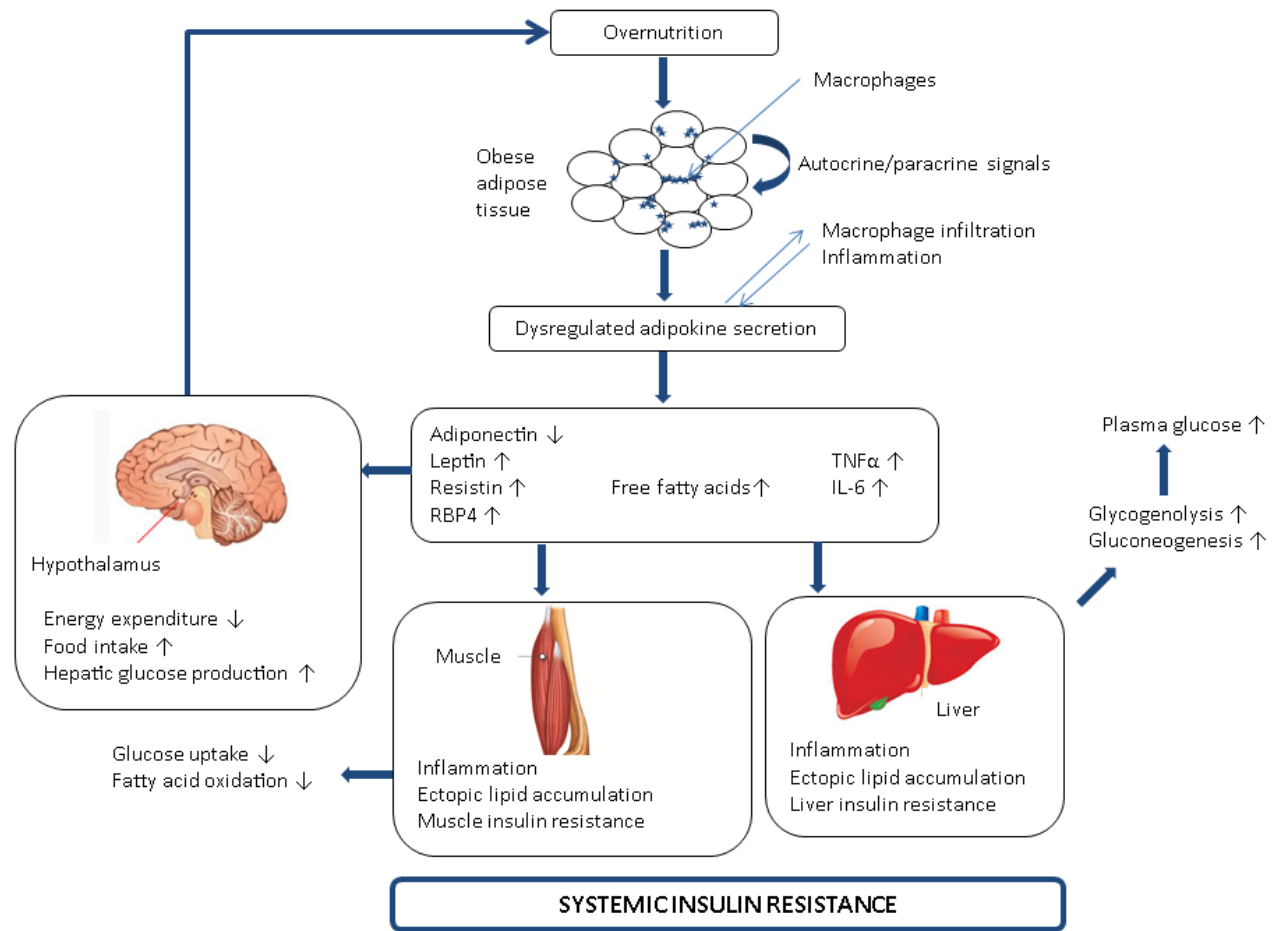 Overnutrition
Macrophages
Obese
adipose
tissue
Autocrine/paracrine signals
Macrophage infiltration
Inflammation
Dysregulated adipokine secretion
Adiponectin ↓
Leptin ↑
Resistin ↑
RBP4 ↑
Free fatty acids↑
TNFα ↑
IL-6 ↑
Plasma glucose ↑
Glycogenolysis ↑
Gluconeogenesis ↑
Hypothalamus
Energy expenditure ↓
Food intake ↑
Hepatic glucose production ↑
Muscle
Inflammation
Ectopic lipid accumulation
Muscle insulin resistance
Liver
Inflammation
Ectopic lipid accumulation
Liver insulin resistance
Glucose uptake ↓
Fatty acid oxidation ↓
SYSTEMIC INSULIN RESISTANCE